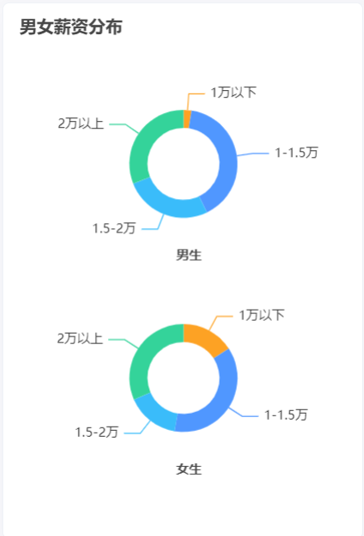 男女薪资分布
1万以下
2万以上
1-1.5万
1.5-2万
男生
1万以下
2万以上
1-1.5万
1.5-2万
女生